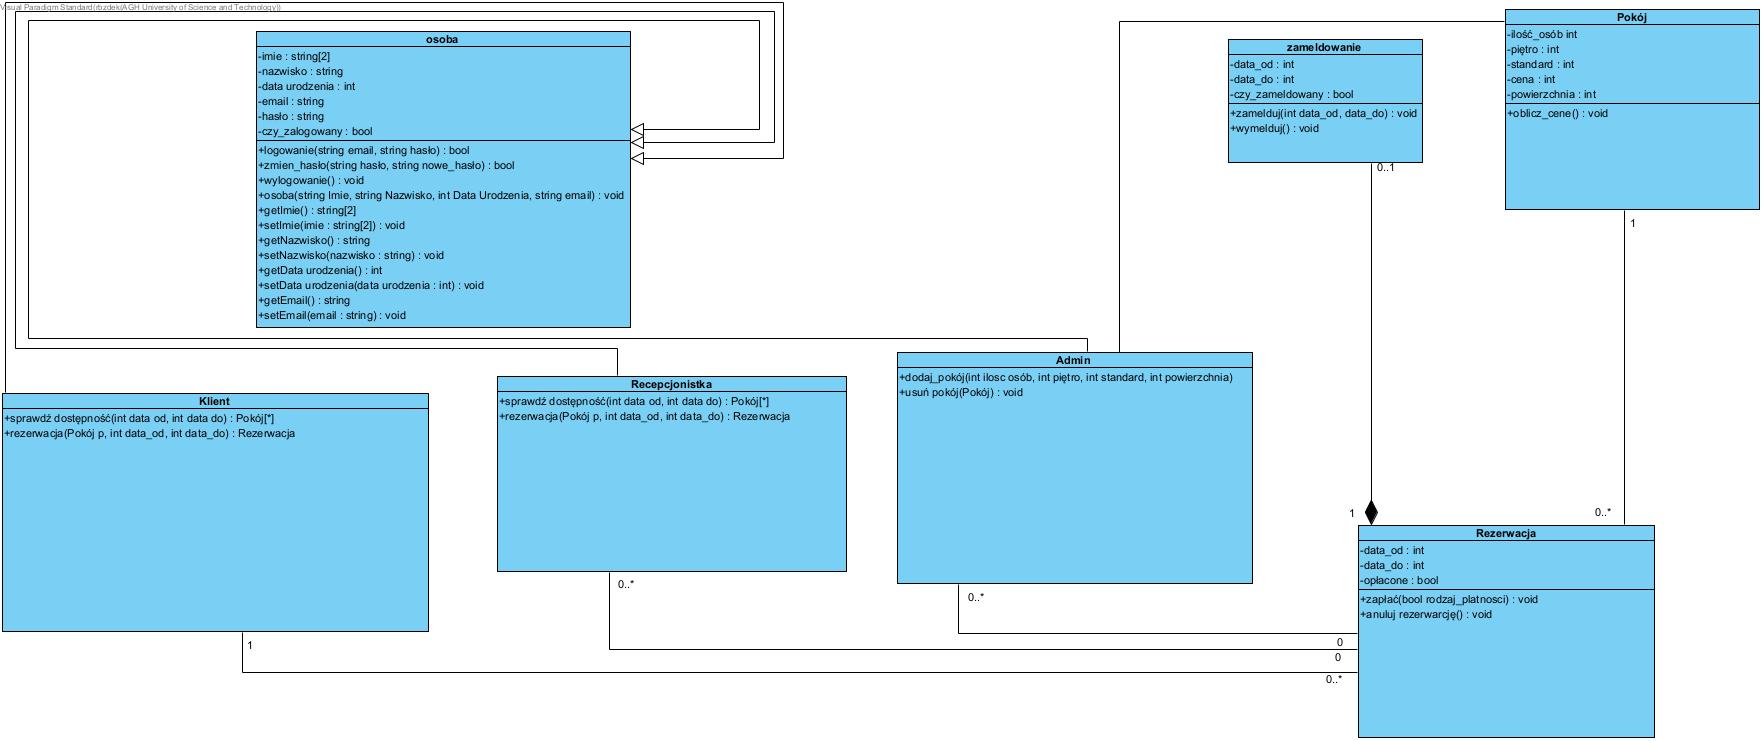 Visual Paradigm Standard(rbzdek(AGH University of Science and Technology))
osoba
-imie : string[2]
-nazwisko : string
-data urodzenia : int
-email : string
-hasło : string
-czy_zalogowany : bool
+logowanie(string email, string hasło) : bool
+zmien_hasło(string hasło, string nowe_hasło) : bool
+wylogowanie() : void
+osoba(string Imie, string Nazwisko, int Data Urodzenia, string email) : void
+getImie() : string[2]
+setImie(imie : string[2]) : void
+getNazwisko() : string
+setNazwisko(nazwisko : string) : void
+getData urodzenia() : int
+setData urodzenia(data urodzenia : int) : void
+getEmail() : string
+setEmail(email : string) : void
zameldowanie
-data_od : int
-data_do : int
-czy_zameldowany : bool
+zamelduj(int data_od, data_do) : void
+wymelduj() : void
0..1
Pokój
-ilość_osób int
-piętro : int
-standard : int
-cena : int
-powierzchnia : int
+oblicz_cene() : void
1
Klient
+sprawdź dostępność(int data od, int data do) : Pokój[*]
+rezerwacja(Pokój p, int data_od, int data_do) : Rezerwacja
1
Recepcjonistka
+sprawdź dostępność(int data od, int data do) : Pokój[*]
+rezerwacja(Pokój p, int data_od, int data_do) : Rezerwacja
0..*
Admin
+dodaj_pokój(int ilosc osób, int piętro, int standard, int powierzchnia)
+usuń pokój(Pokój) : void
0..*
1
0..*
Rezerwacja
-data_od : int
-data_do : int
-opłacone : bool
+zapłać(bool rodzaj_platnosci) : void
+anuluj rezerwarcję() : void
0
0
0..*